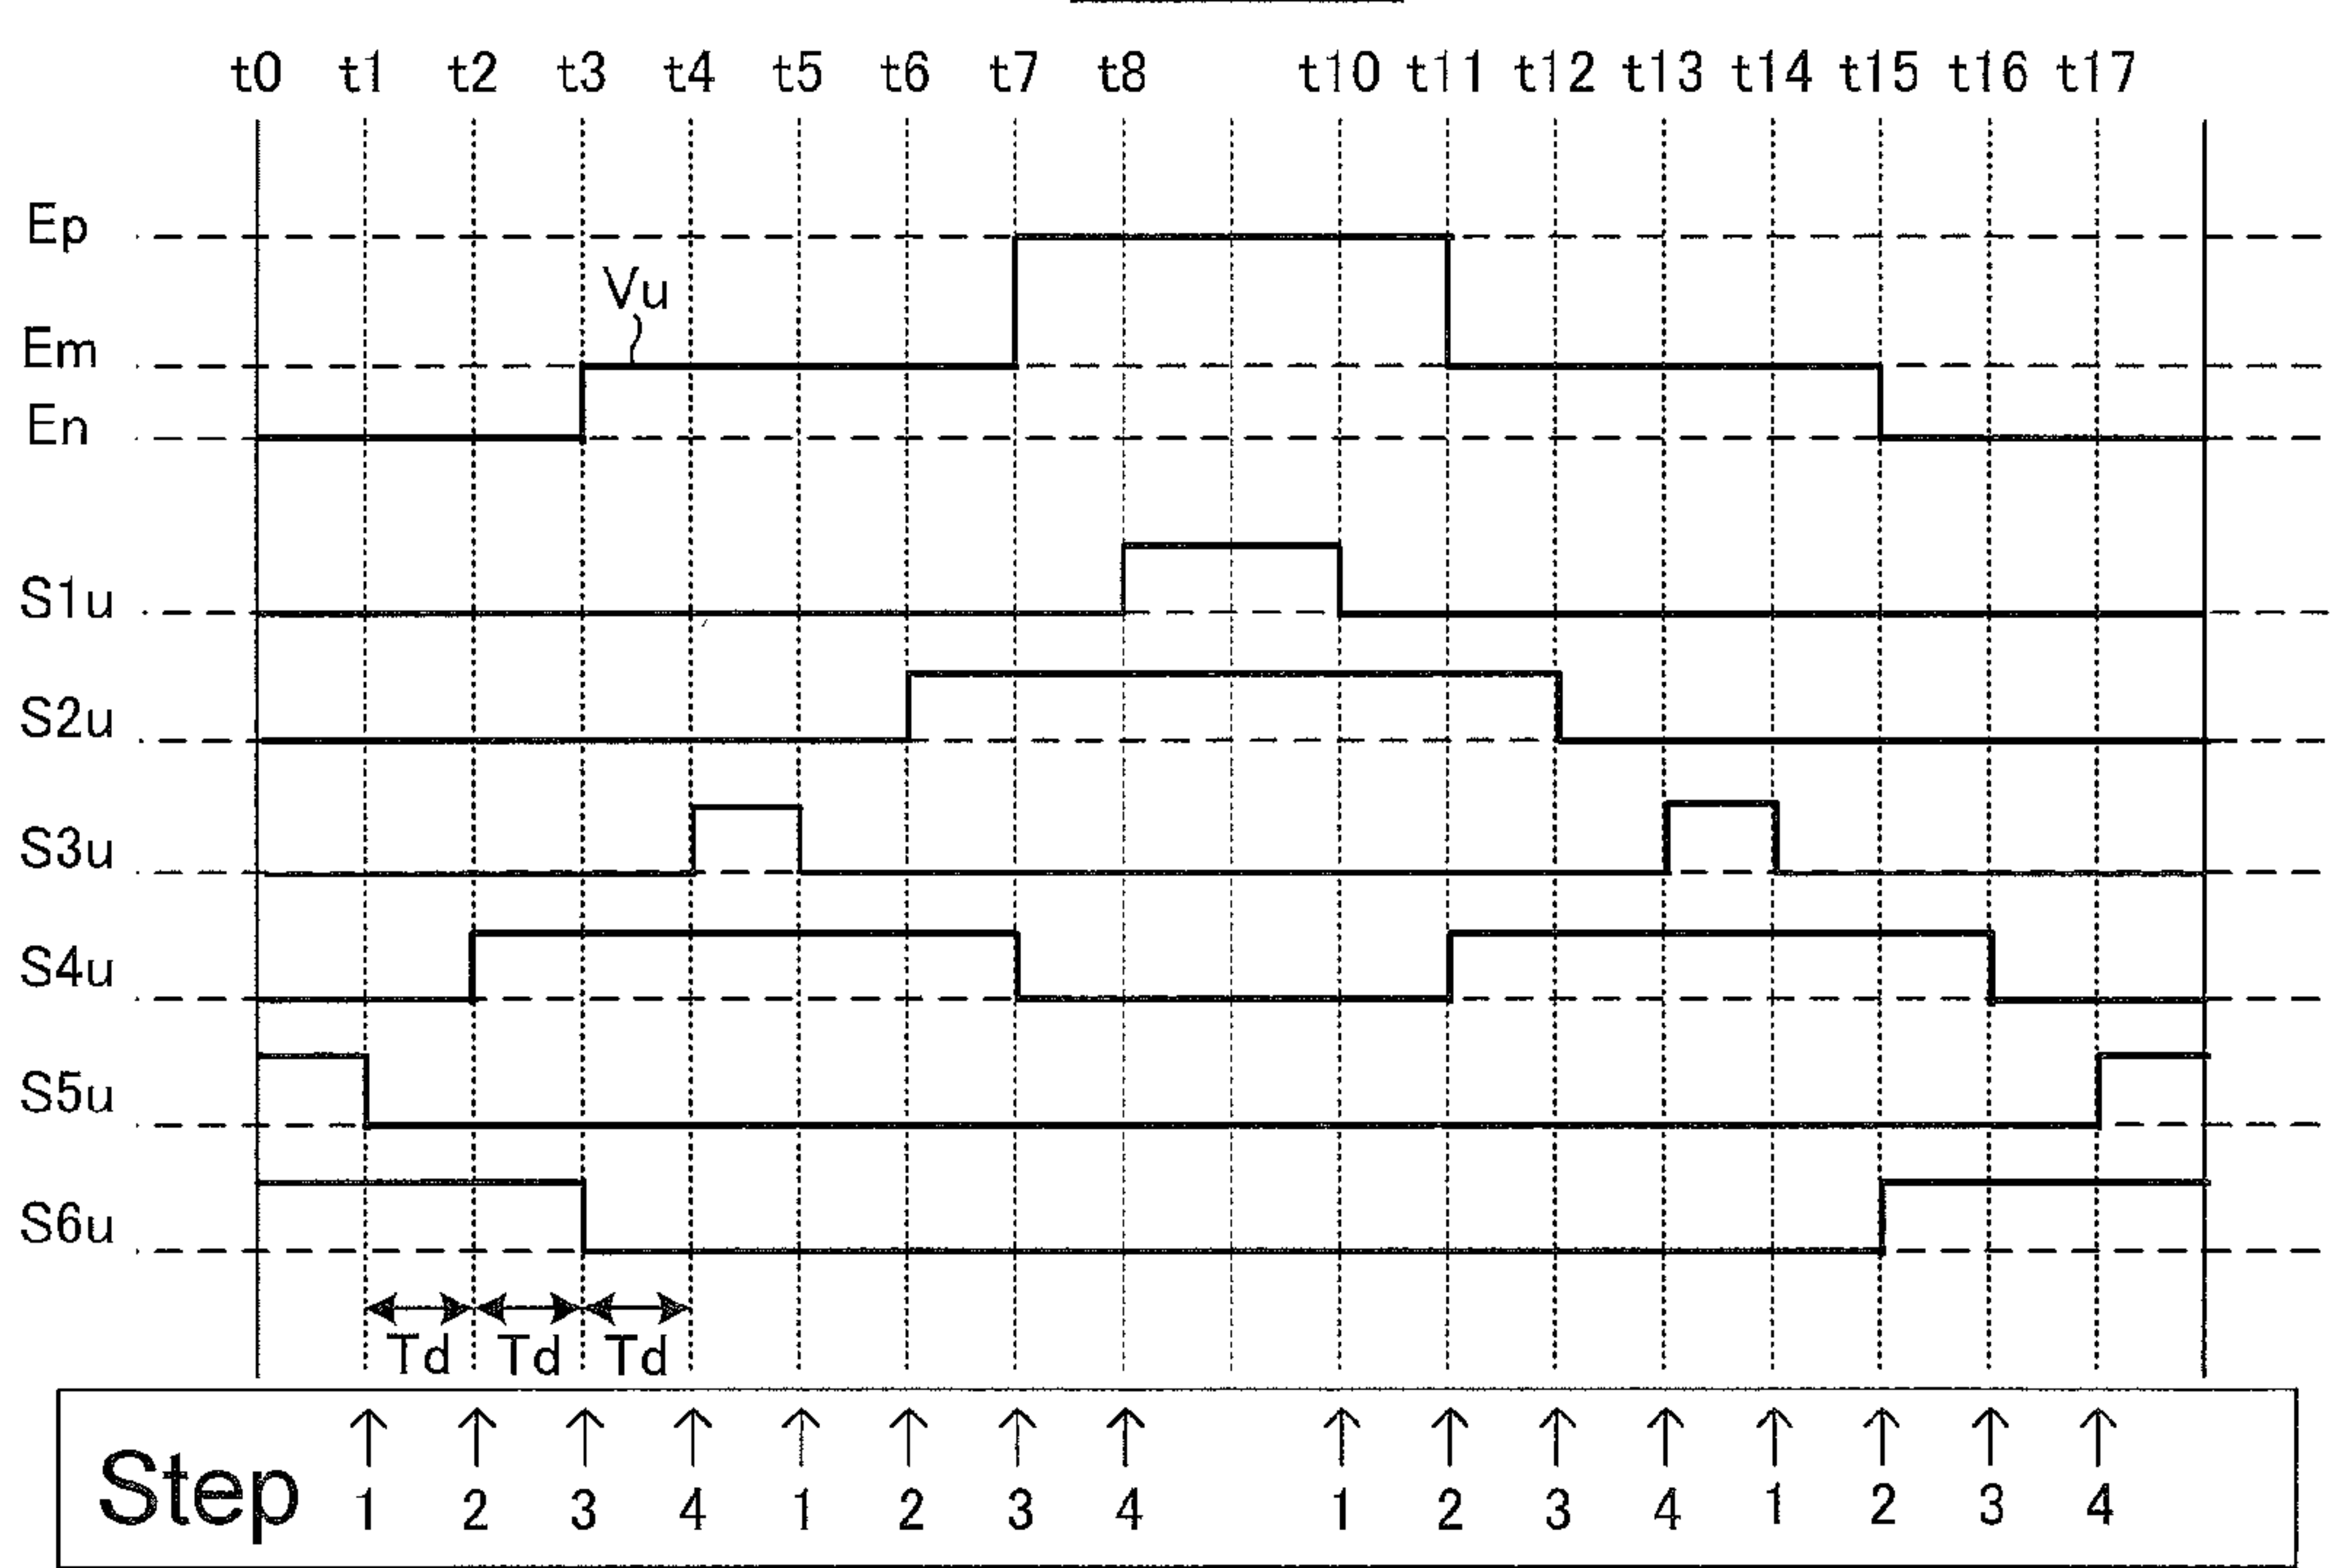 t0 t1 t2 t3 t4 t5 t6 t7 t8 t10 t11 t12 t13 t14 t15 t16 t17
Ep
Vu
Em
En
S1u
S2u
S3u
S4u
S5u
S6u
Td Td Td
Step 1 2 3 4 1 2 3 4 1 2 3 4 1 2 3 4